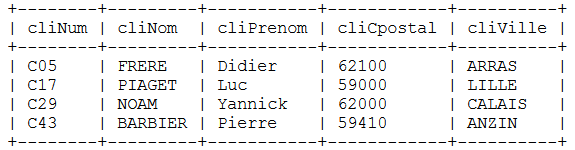 +--------+---------+-----------+------------+----------+
| cliNum | cliNom | cliPrenom | cliCpostal | cliVille |
+--------+---------+-----------+------------+----------+
| C05 | FRERE | Didier | 62100 | ARRAS |
| C17 | PIAGET | Luc | 59000 | LILLE |
| C29 | NOAM | Yannick | 62000 | CALAIS |
| C43 | BARBIER | Pierre | 59410 | ANZIN |
+--------+---------+-----------+------------+----------+